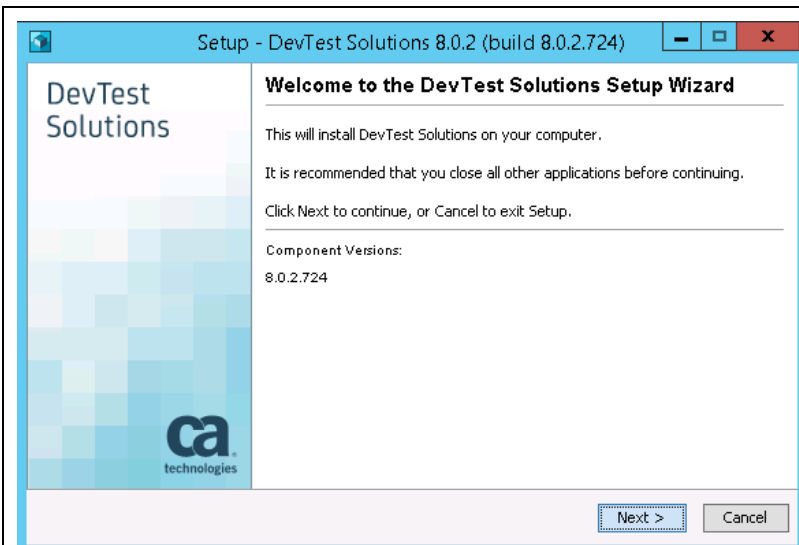 Setup - DevTest Solutions 8.0.2 (build 8.0.2.724)
x
DevTest
Solutions
Welcome to the DevTest Solutions Setup Wizard
This will install DevTest Solutions on your computer.
It is recommended that you close all other applications before continuing.
Click Next to continue, or Cancel to exit Setup.
Component Versions:
8.0.2.724
ca
technologies
Next >
Cancel